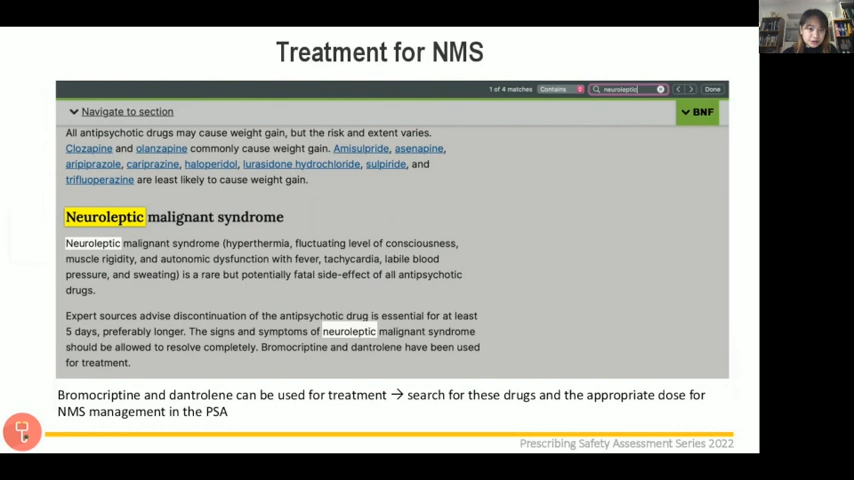 Treatment for NMS
1 of 4 matches Contains neuroleptic Done
Navigate to section
BNF
All antipsychotic drugs may cause weight gain, but the risk and extent varies.
Clozapine and olanzapine commonly cause weight gain. Amisulpride, asenapine,
aripiprazole, cariprazine, haloperidol, lurasidone hydrochloride, sulpiride, and
trifluoperazine are least likely to cause weight gain.
Neuroleptic malignant syndrome
Neuroleptic malignant syndrome (hyperthermia, fluctuating level of consciousness,
muscle rigidity, and autonomic dysfunction with fever, tachycardia, labile blood
pressure, and sweating) is a rare but potentially fatal side-effect of all antipsychotic
drugs.
Expert sources advise discontinuation of the antipsychotic drug is essential for at least
5 days, preferably longer. The signs and symptoms of neuroleptic malignant syndrome
should be allowed to resolve completely. Bromocriptine and dantrolene have been used
for treatment.
Bromocriptine and dantrolene can be used for treatment → search for these drugs and the appropriate dose for
NMS management in the PSA
Prescribing Safety Assessment Series 2022